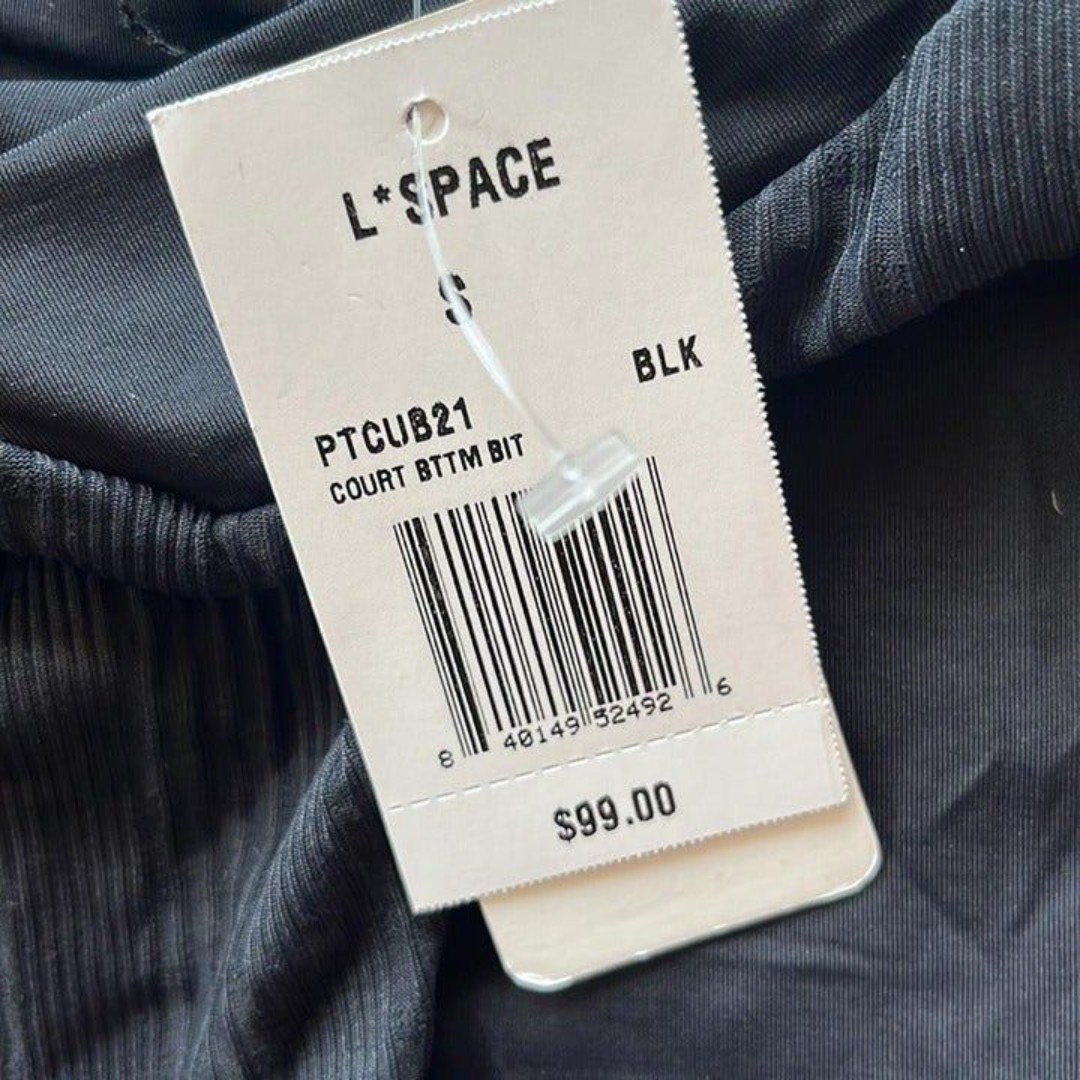 L*SPACE
S
BLK
PTCUB21
COURT BTTM BIT
8 40149 52492 6
$99.00